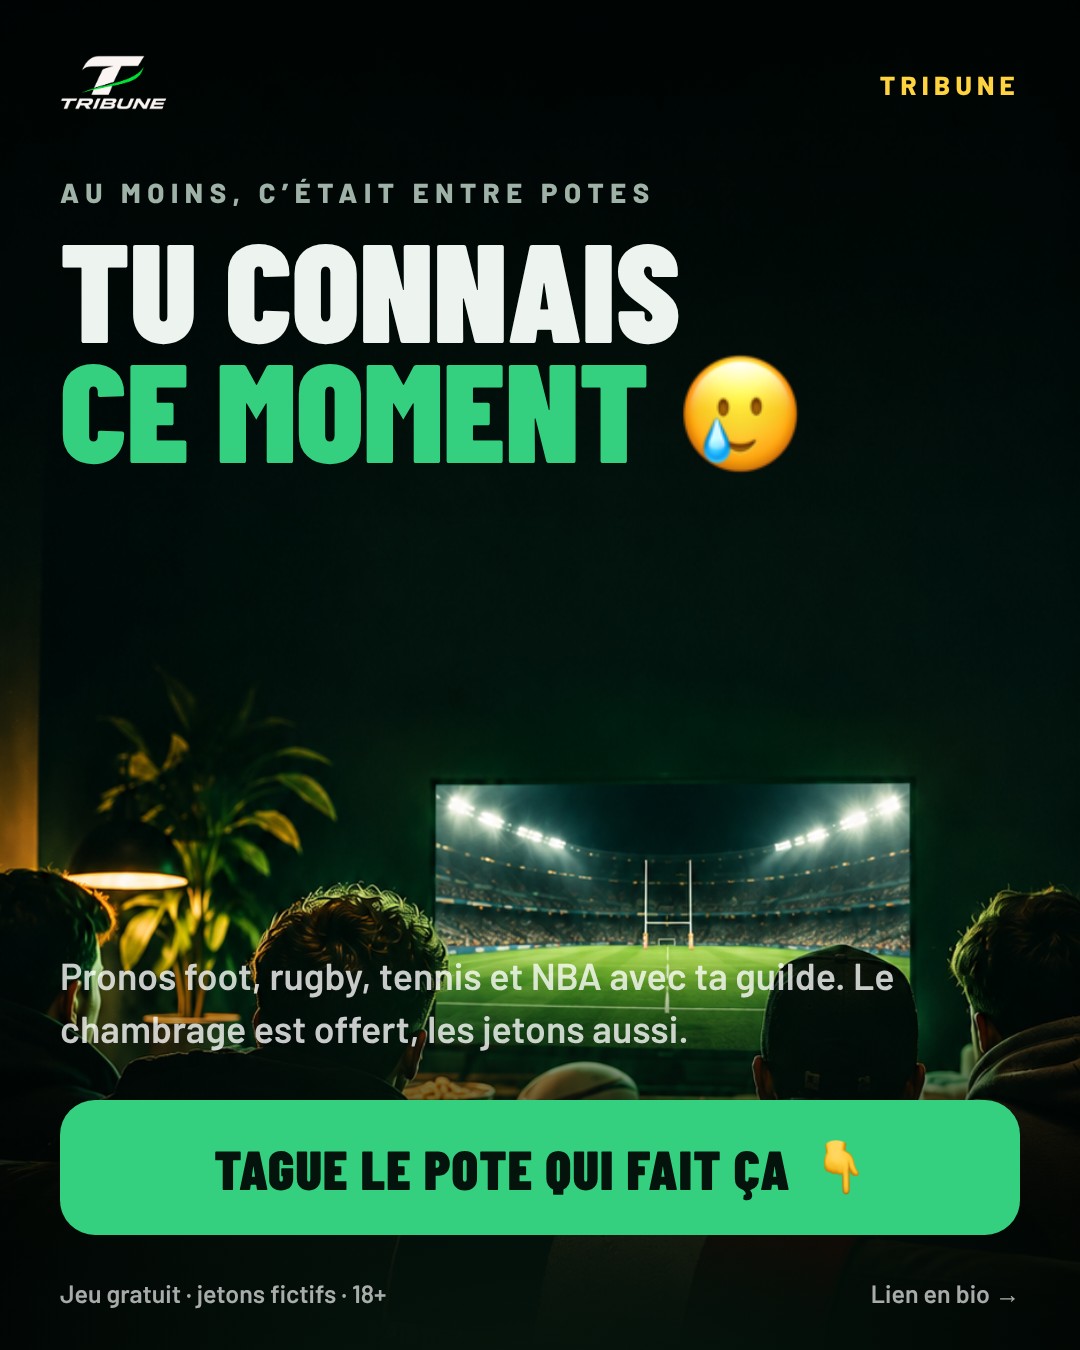 TRIBUNE
TRIBUNE
AU MOINS, C’ÉTAIT ENTRE POTES
TU CONNAIS
CE MOMENT 🥲
Pronos foot, rugby, tennis et NBA avec ta guilde. Le
chambrage est offert, les jetons aussi.
TAGUE LE POTE QUI FAIT ÇA 👇
Jeu gratuit · jetons fictifs · 18+
Lien en bio →